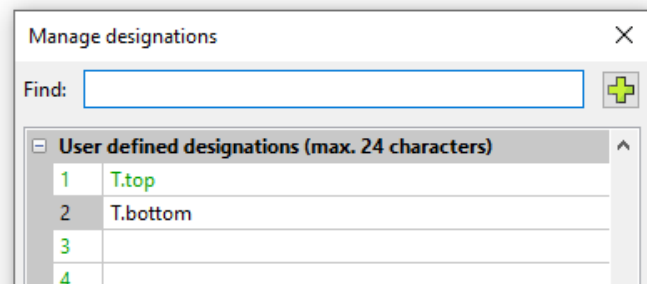 Manage designations
Find:
User defined designations (max. 24 characters)
1 T.top
2 T.bottom
3
4